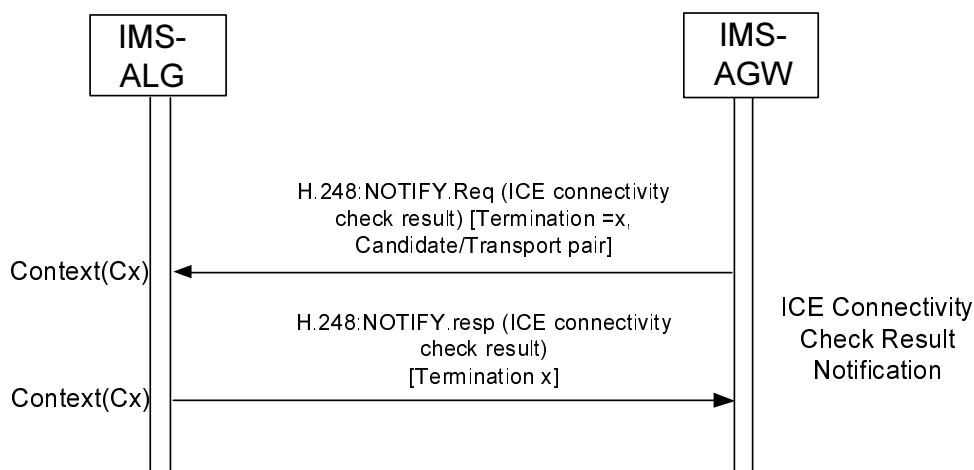 IMS-
ALG
IMS-
AGW
H.248:NOTIFY.Req (ICE connectivity
check result) [Termination =x,
Candidate/Transport pair]
Context(Cx)
H.248:NOTIFY.resp (ICE connectivity
check result)
[Termination x]
Context(Cx)
ICE Connectivity
Check Result
Notification